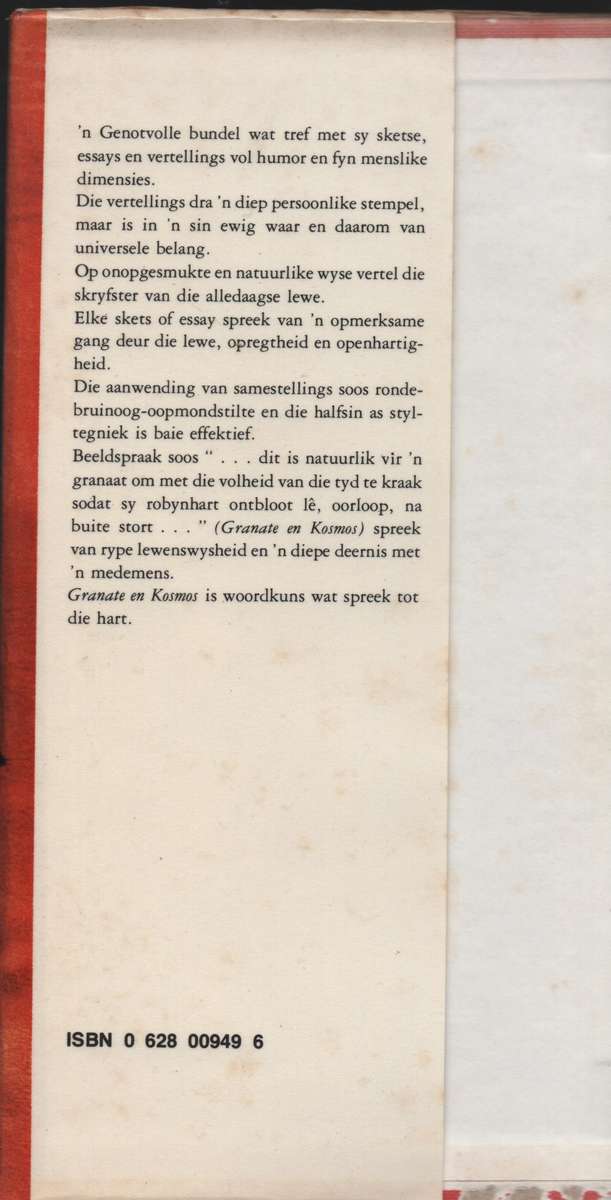 'n Genotvolle bundel wat tref met sy sketse,
essays en vertellings vol humor en fyn menslike
dimensies.
Die vertellings dra 'n diep persoonlike stempel,
maar is in 'n sin ewig waar en daarom van
universele belang.
Op onopgesmukte en natuurlike wyse vertel die
skryfster van die alledaagse lewe.
Elke skets of essay spreek van 'n opmerksame
gang deur die lewe, opregtheid en openhartig-
heid.
Die aanwending van samestellings soos ronde-
bruinoog-oopmondstilte en die halfsin as styl-
tegniek is baie effektief.
Beeldspraak soos " . . . dit is natuurlik vir 'n
granaat om met die volheid van die tyd te kraak
sodat sy robynhart ontbloot lê, oorloop, na
buite stort . . . " (Granate en Kosmos) spreek
van rype lewenswysheid en 'n diepe deernis met
'n medemens.
Granate en Kosmos is woordkuns wat spreek tot
die hart.
ISBN 0 628 00949 6